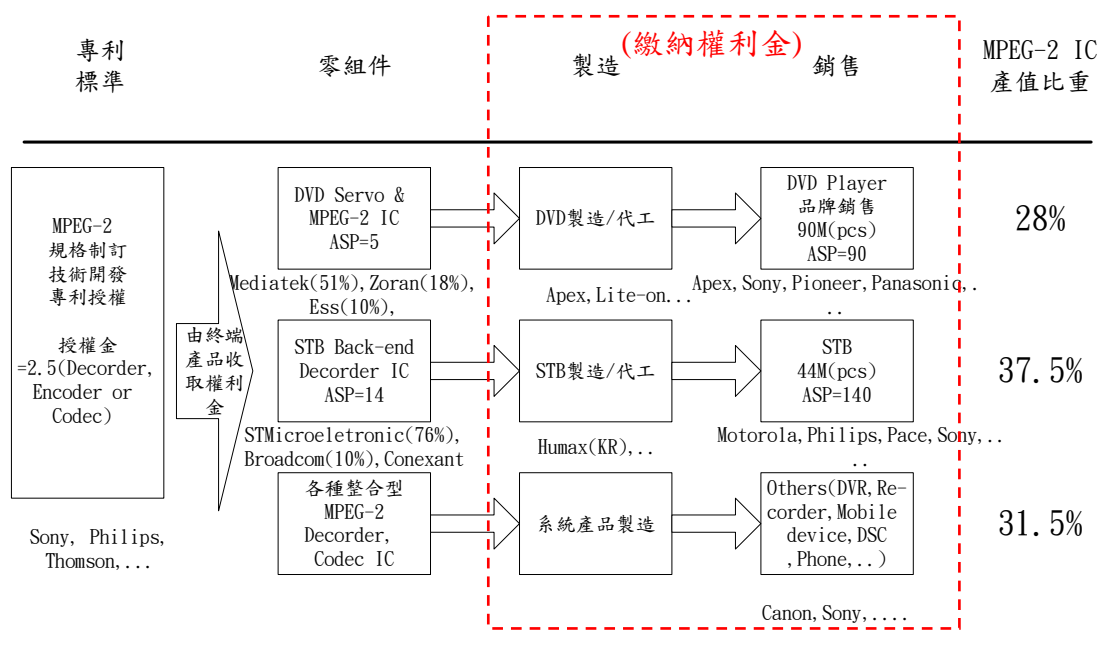 專利
標準
零組件
(繳納權利金)
製造
銷售
MPEG-2 IC
產值比重
MPEG-2
規格制訂
技術開發
專利授權
授權金
=2.5(Decorder,
Encoder or
Codec)
Sony, Philips,
Thomson,...
由終端
產品收
取權利
金
DVD Servo &
MPEG-2 IC
ASP=5
Mediatek(51%),Zoran(18%),
Ess(10%),
DVD製造/代工
Apex,Lite-on...
DVD Player
品牌銷售
90M(pcs)
ASP=90
Apex,Sony,Pioneer,Panasonic,.
..
28%
STB Back-end
Decorder IC
ASP=14
STMicroeletronic(76%),
Broadcom(10%),Conexant
STB製造/代工
Humax(KR),..
STB
44M(pcs)
ASP=140
Motorola,Philips,Pace,Sony,..
..
37.5%
各種整合型
MPEG-2
Decorder,
Codec IC
系統產品製造
Others(DVR,Re-
corder,Mobile
device,DSC
,Phone,..)
Canon,Sony,....
31.5%